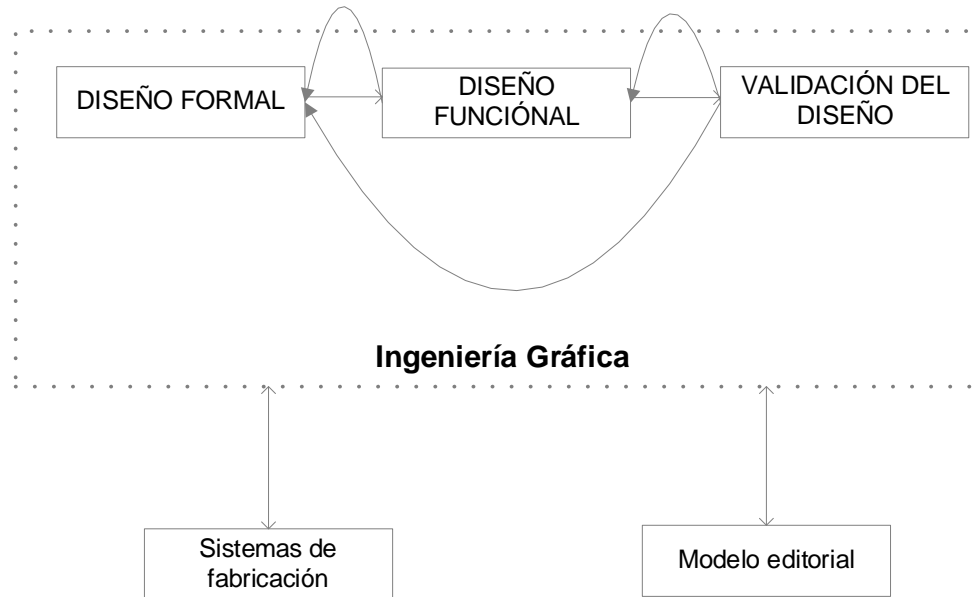 DISEÑO FORMAL
DISEÑO
FUNCIÓNAL
VALIDACIÓN DEL
DISEÑO
Ingeniería Gráfica
Sistemas de
fabricación
Modelo editorial